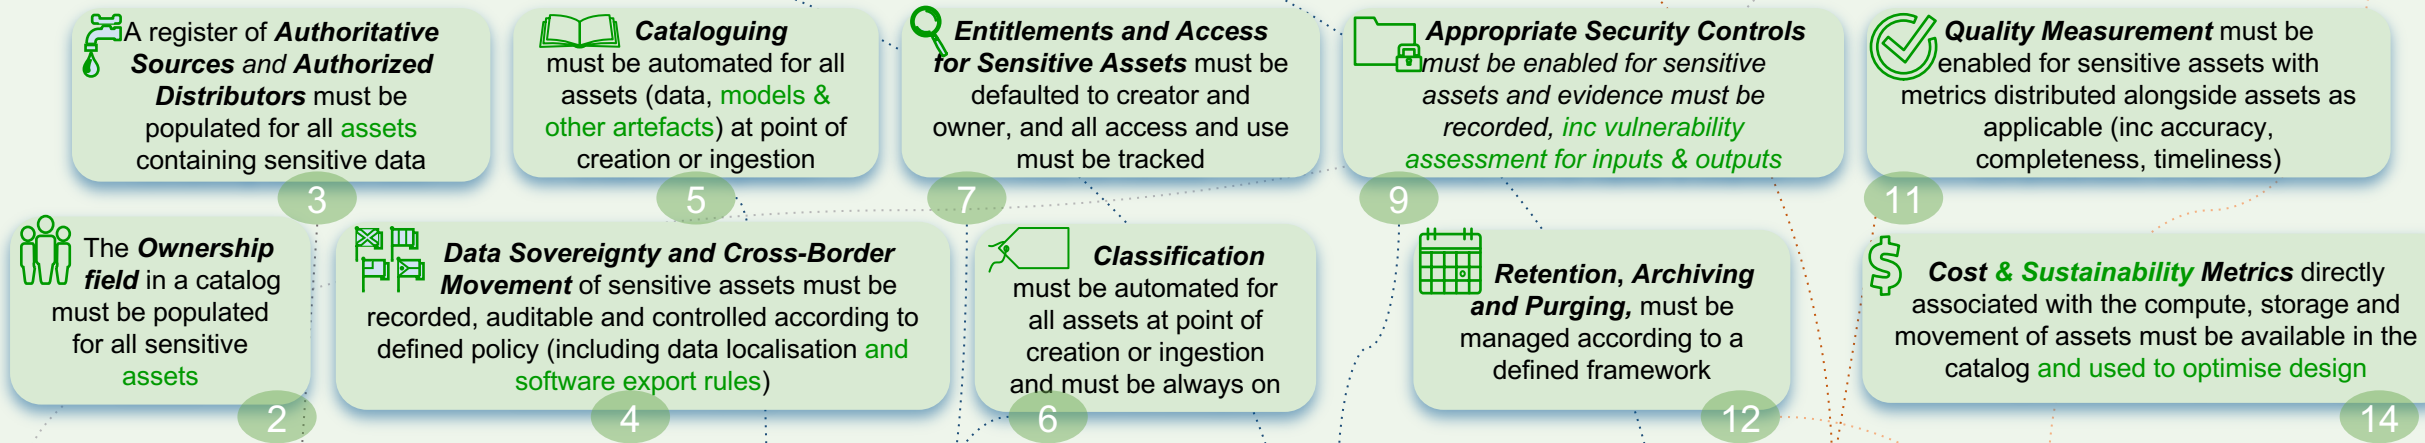 A register of Authoritative
Sources and Authorized
Distributors must be
populated for all assets
containing sensitive data
3
Cataloguing
must be automated for all
assets (data, models &
other artefacts) at point of
creation or ingestion
5
Entitlements and Access
for Sensitive Assets must be
defaulted to creator and
owner, and all access and use
must be tracked
7
Appropriate Security Controls
must be enabled for sensitive
assets and evidence must be
recorded, inc vulnerability
assessment for inputs & outputs
9
Quality Measurement must be
enabled for sensitive assets with
metrics distributed alongside assets as
applicable (inc accuracy,
completeness, timeliness)
11
The Ownership
field in a catalog
must be populated
for all sensitive
assets
2
Data Sovereignty and Cross-Border
Movement of sensitive assets must be
recorded, auditable and controlled according to
defined policy (including data localisation and
software export rules)
4
Classification
must be automated for
all assets at point of
creation or ingestion
and must be always on
6
Retention, Archiving
and Purging, must be
managed according to a
defined framework
12
Cost & Sustainability Metrics directly
associated with the compute, storage and
movement of assets must be available in the
catalog and used to optimise design
14